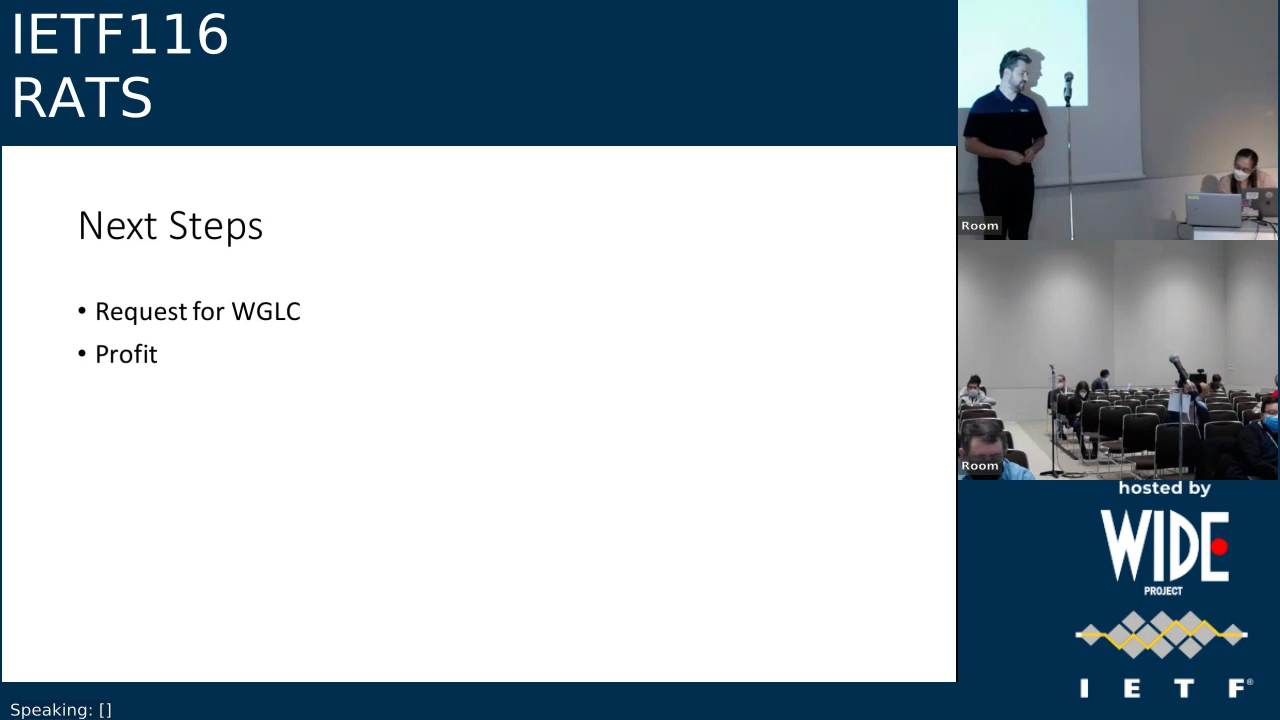 IETF116
RATS
Next Steps
• Request for WGLC
• Profit
Room
Room
hosted by
WIDE
PROJECT
I E T F®
Speaking: []